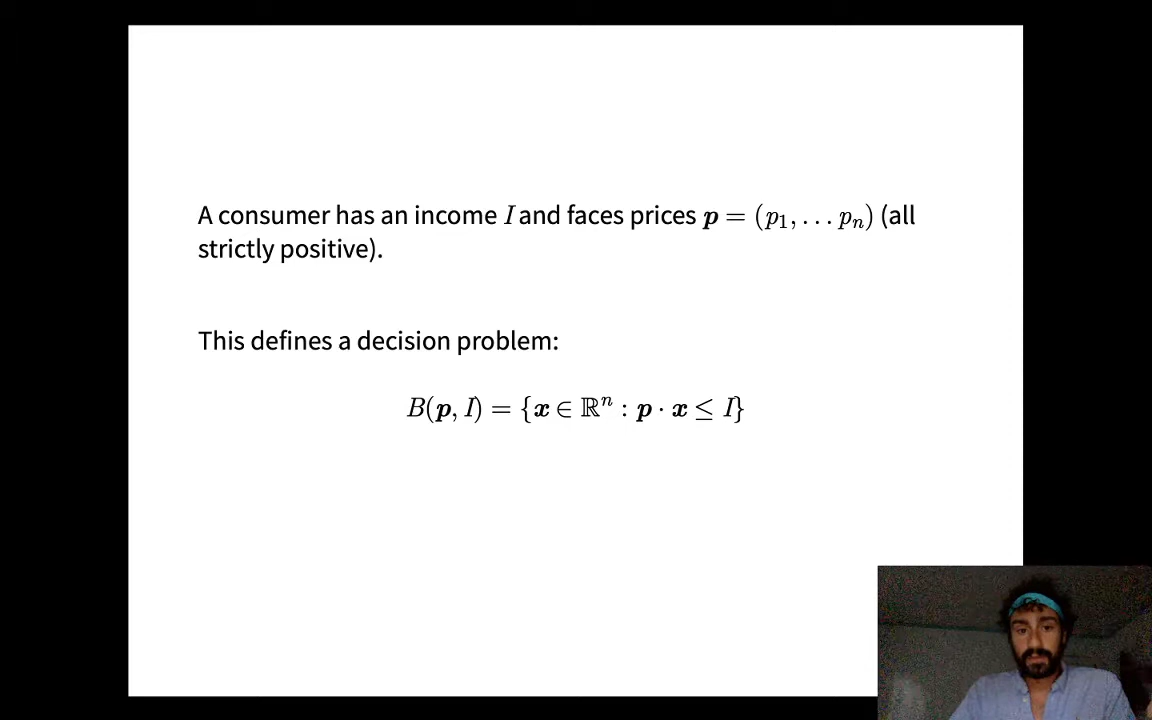 A consumer has an income I and faces prices p = (p₁, … pₙ) (all
strictly positive).
This defines a decision problem:
B(p, I) = {x ∈ ℝⁿ : p · x ≤ I}